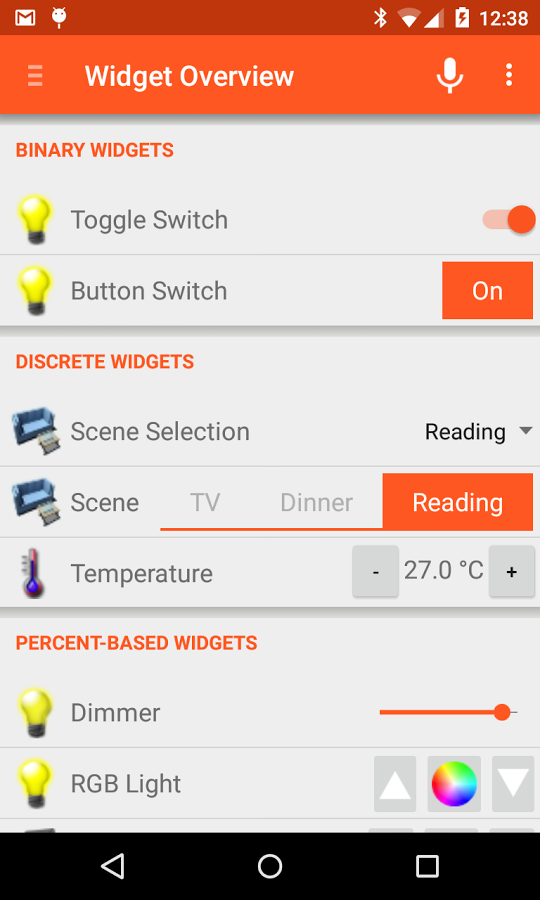 12:38
Widget Overview
BINARY WIDGETS
Toggle Switch
Button Switch On
DISCRETE WIDGETS
Scene Selection Reading
Scene TV Dinner Reading
Temperature - 27.0 °C +
PERCENT-BASED WIDGETS
Dimmer
RGB Light